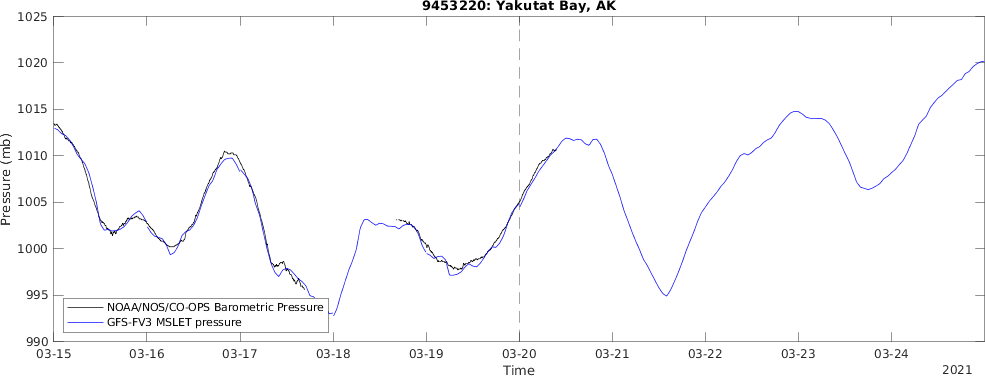 9453220: Yakutat Bay, AK
Pressure (mb)
1025
1020
1015
1010
1005
1000
995
990
NOAA/NOS/CO-OPS Barometric Pressure
GFS-FV3 MSLET pressure
03-15 03-16 03-17 03-18 03-19 03-20 03-21 03-22 03-23 03-24
Time
2021